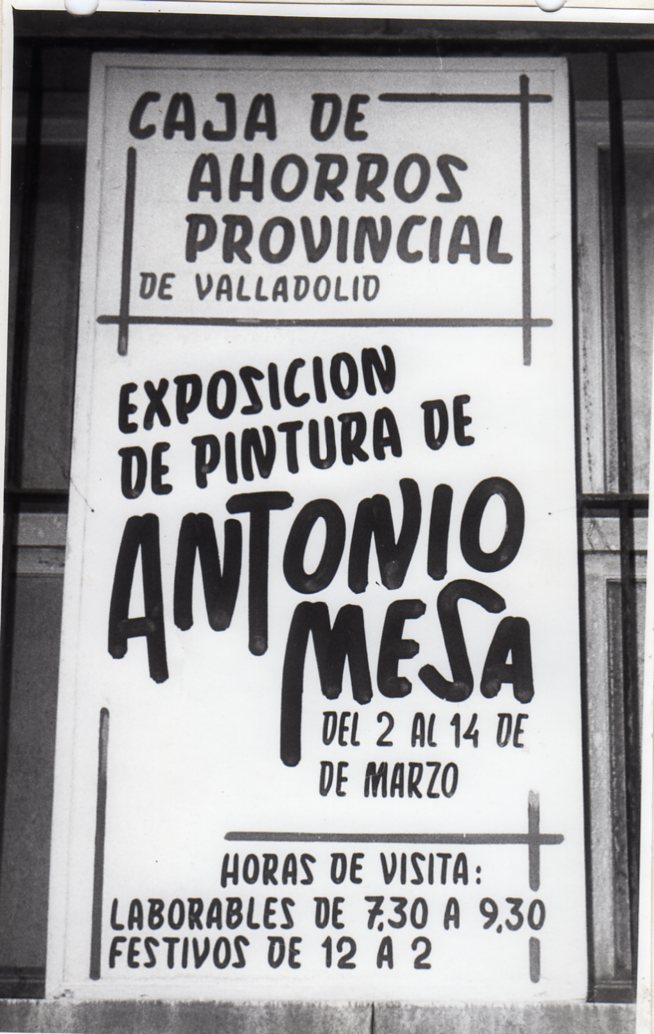 CAJA DE
AHORROS
PROVINCIAL
DE VALLADOLID
EXPOSICION
DE PINTURA DE
ANTONIO
MESA
DEL 2 AL 14 DE
DE MARZO
HORAS DE VISITA:
LABORABLES DE 7,30 A 9,30
FESTIVOS DE 12 A 2